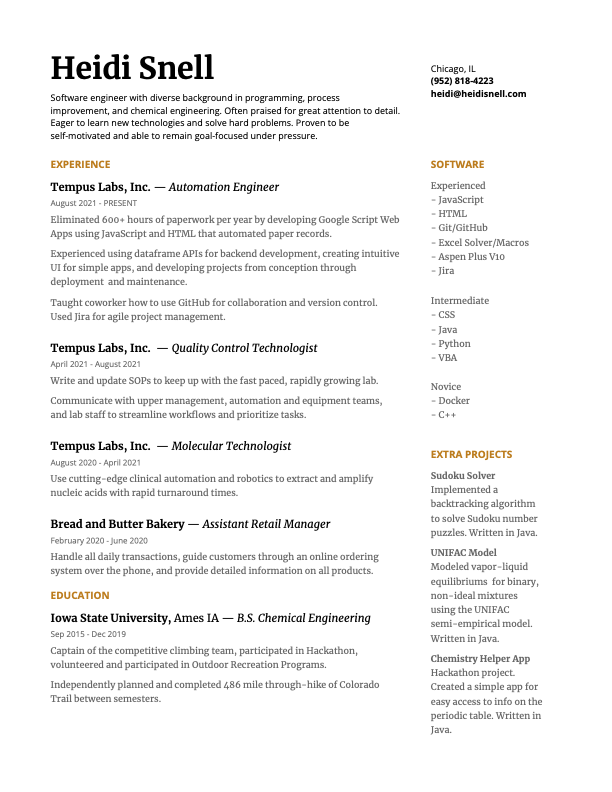 Heidi Snell
Software engineer with diverse background in programming, process
improvement, and chemical engineering. Often praised for great attention to detail.
Eager to learn new technologies and solve hard problems. Proven to be
self-motivated and able to remain goal-focused under pressure.
Chicago, IL
(952) 818-4223
heidi@heidisnell.com
EXPERIENCE
Tempus Labs, Inc. — Automation Engineer
August 2021 - PRESENT
Eliminated 600+ hours of paperwork per year by developing Google Script Web
Apps using JavaScript and HTML that automated paper records.
Experienced using dataframe APIs for backend development, creating intuitive
UI for simple apps, and developing projects from conception through
deployment and maintenance.
Taught coworker how to use GitHub for collaboration and version control.
Used Jira for agile project management.
Tempus Labs, Inc. — Quality Control Technologist
April 2021 - August 2021
Write and update SOPs to keep up with the fast paced, rapidly growing lab.
Communicate with upper management, automation and equipment teams,
and lab staff to streamline workflows and prioritize tasks.
Tempus Labs, Inc. — Molecular Technologist
August 2020 - April 2021
Use cutting-edge clinical automation and robotics to extract and amplify
nucleic acids with rapid turnaround times.
Bread and Butter Bakery — Assistant Retail Manager
February 2020 - June 2020
Handle all daily transactions, guide customers through an online ordering
system over the phone, and provide detailed information on all products.
EDUCATION
Iowa State University, Ames IA — B.S. Chemical Engineering
Sep 2015 - Dec 2019
Captain of the competitive climbing team, participated in Hackathon,
volunteered and participated in Outdoor Recreation Programs.
Independently planned and completed 486 mile through-hike of Colorado
Trail between semesters.
SOFTWARE
Experienced
- JavaScript
- HTML
- Git/GitHub
- Excel Solver/Macros
- Aspen Plus V10
- Jira
Intermediate
- CSS
- Java
- Python
- VBA
Novice
- Docker
- C++
EXTRA PROJECTS
Sudoku Solver
Implemented a
backtracking algorithm
to solve Sudoku number
puzzles. Written in Java.
UNIFAC Model
Modeled vapor-liquid
equilibriums for binary,
non-ideal mixtures
using the UNIFAC
semi-empirical model.
Written in Java.
Chemistry Helper App
Hackathon project.
Created a simple app for
easy access to info on the
periodic table. Written in
Java.